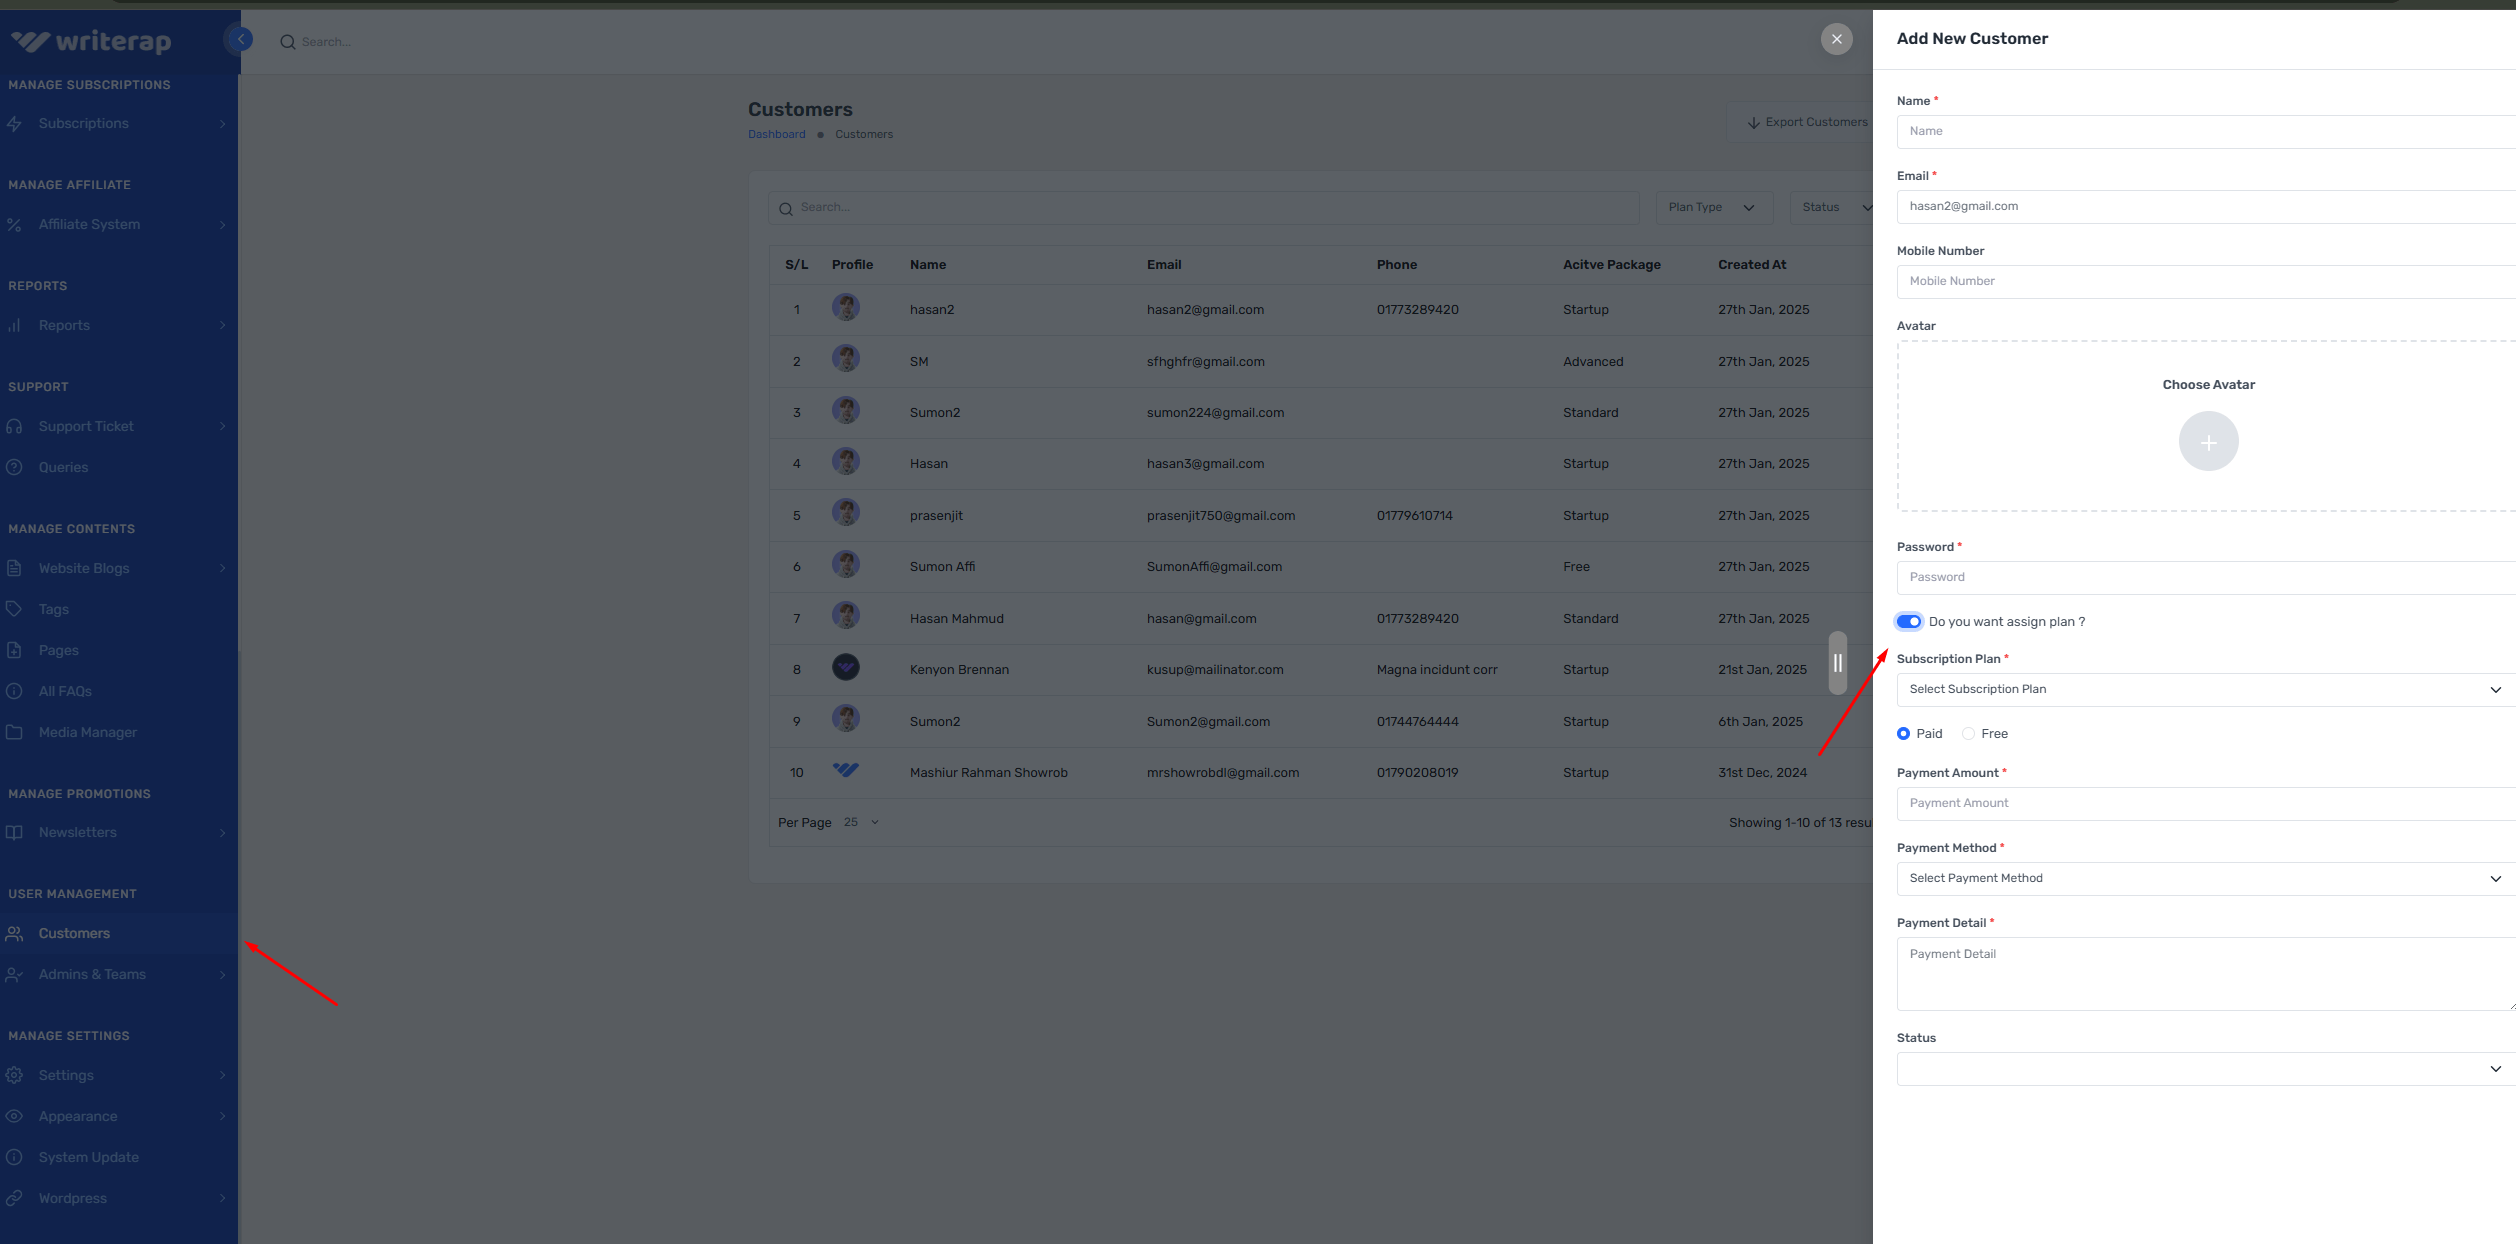 writerap
MANAGE SUBSCRIPTIONS
Subscriptions
MANAGE AFFILIATE
Affiliate System
REPORTS
Reports
SUPPORT
Support Ticket
Queries
MANAGE CONTENTS
Website Blogs
Tags
Pages
All FAQs
Media Manager
MANAGE PROMOTIONS
Newsletters
USER MANAGEMENT
Customers
Admins & Teams
MANAGE SETTINGS
Settings
Appearance
System Update
Wordpress
Search...
Customers
Dashboard Customers
Export Customers
Search... Plan Type Status
S/L Profile Name Email Phone Acitve Package Created At
1 hasan2 hasan2@gmail.com 01773289420 Startup 27th Jan, 2025
2 SM sfhghfr@gmail.com Advanced 27th Jan, 2025
3 Sumon2 sumon224@gmail.com Standard 27th Jan, 2025
4 Hasan hasan3@gmail.com Startup 27th Jan, 2025
5 prasenjit prasenjit750@gmail.com 01779610714 Startup 27th Jan, 2025
6 Sumon Affi SumonAffi@gmail.com Free 27th Jan, 2025
7 Hasan Mahmud hasan@gmail.com 01773289420 Standard 27th Jan, 2025
8 Kenyon Brennan kusup@mailinator.com Magna incidunt corr Startup 21st Jan, 2025
9 Sumon2 Sumon2@gmail.com 01744764444 Startup 6th Jan, 2025
10 Mashiur Rahman Showrob mrshowrobdl@gmail.com 01790208019 Startup 31st Dec, 2024
Per Page 25 Showing 1-10 of 13 resu
Add New Customer
Name *
Name
Email *
hasan2@gmail.com
Mobile Number
Mobile Number
Avatar
Choose Avatar
Password *
Password
Do you want assign plan ?
Subscription Plan *
Select Subscription Plan
Paid Free
Payment Amount *
Payment Amount
Payment Method *
Select Payment Method
Payment Detail *
Payment Detail
Status